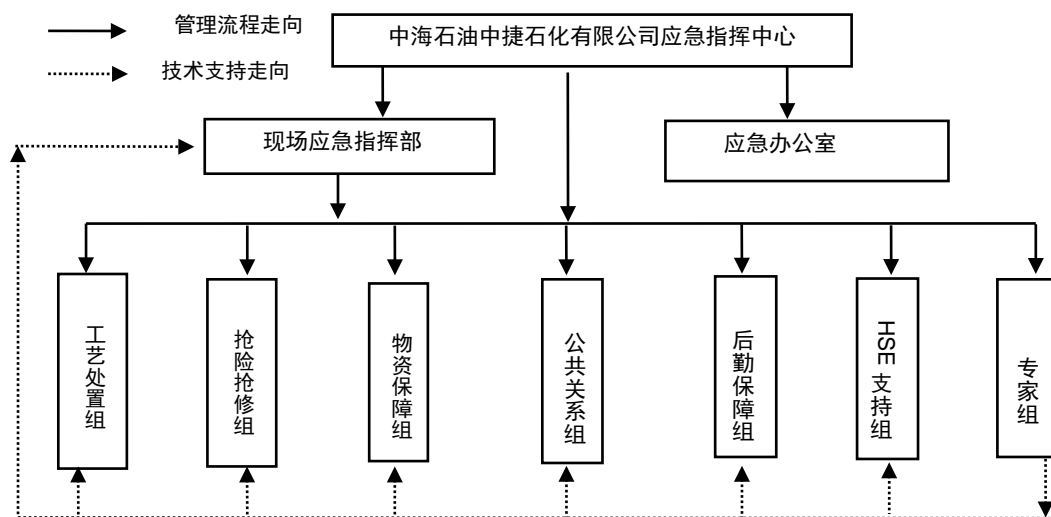 管理流程走向
中海石油中捷石化有限公司应急指挥中心
技术支持走向
现场应急指挥部
应急办公室
工艺处置组
抢险抢修组
物资保障组
公共关系组
后勤保障组
HSE 支持组
专家组